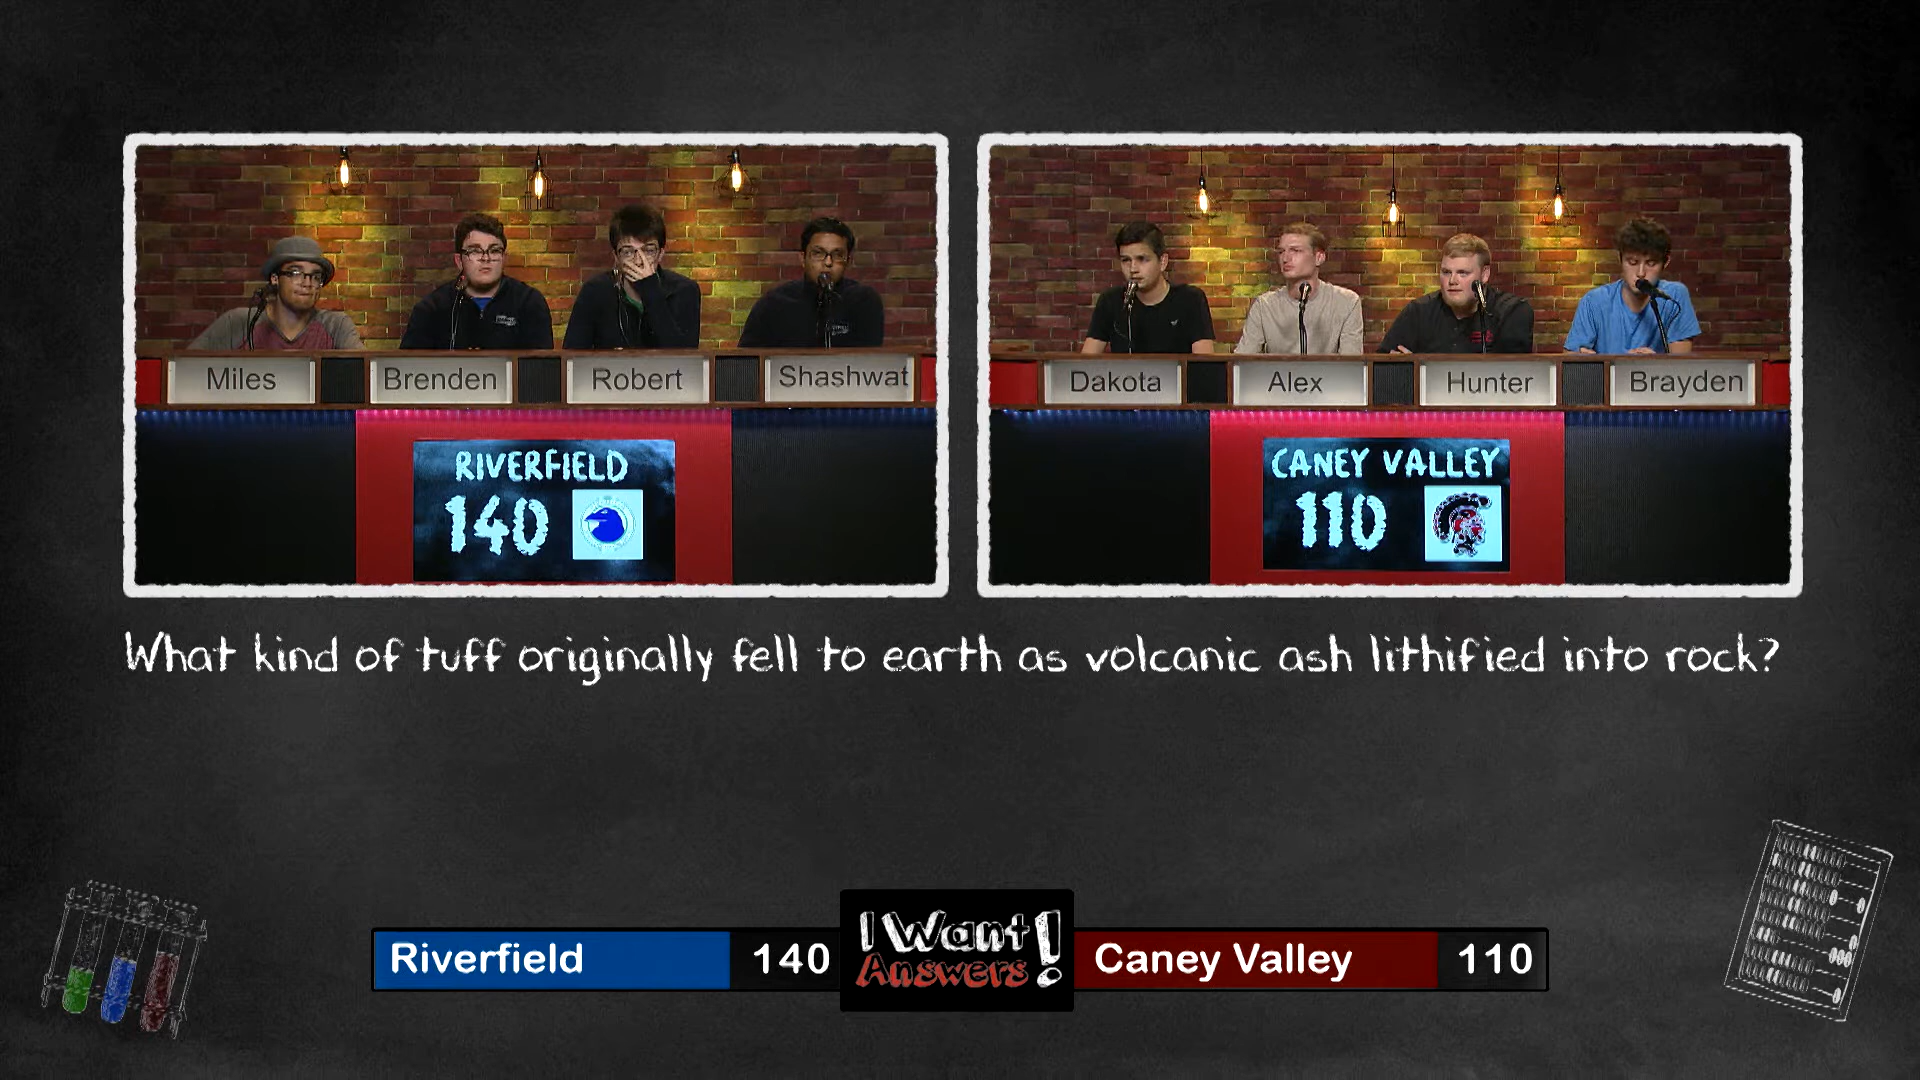 Miles
Brenden
Robert
Shashwat
RIVERFIELD
140
Dakota
Alex
Hunter
Brayden
CANEY VALLEY
110
What kind of tuff originally fell to earth as volcanic ash lithified into rock?
Riverfield 140
I Want
Answers!
Caney Valley 110